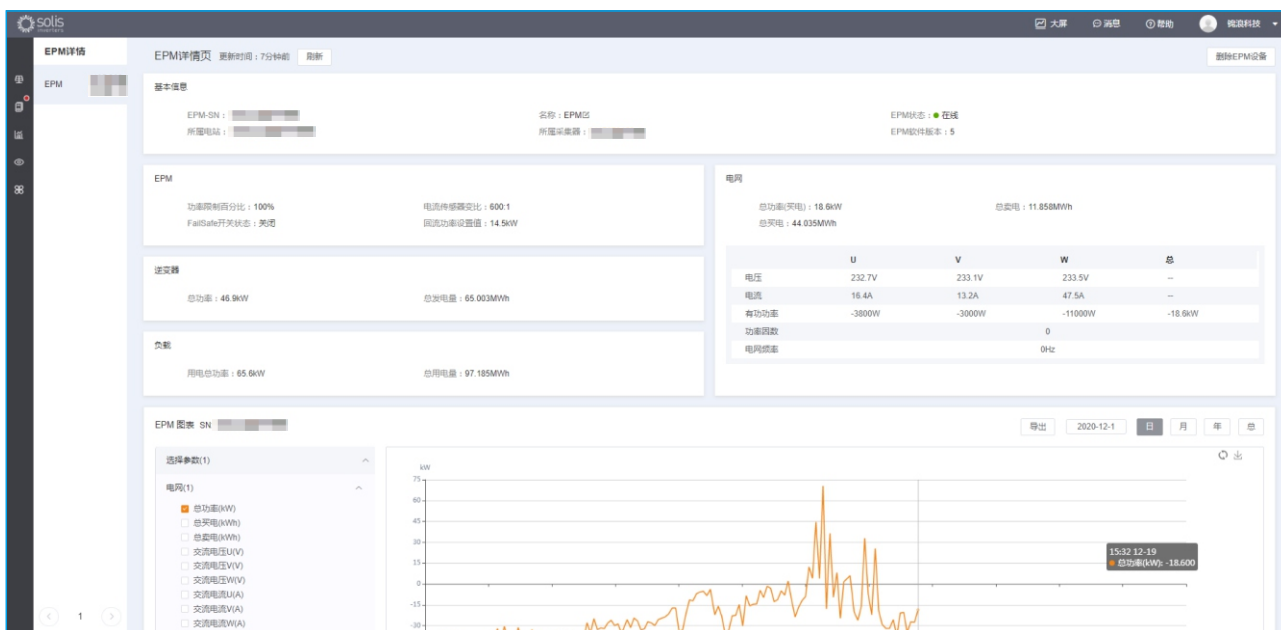 solis
inverters
大屏 消息 帮助 锦浪科技
EPM详情
EPM详情页 更新时间：7分钟前 刷新
删除EPM设备
EPM
基本信息
EPM-SN：
名称：EPM
EPM状态： 在线
所属电站：
所属采集器：
EPM软件版本：5
EPM
功率限制百分比：100%
电流传感器变比：600:1
FailSafe开关状态：关闭
回流功率设置值：14.5kW
电网
总功率(买电)：18.6kW
总卖电：11.858MWh
总买电：44.035MWh
U V W 总
电压 232.7V 233.1V 233.5V --
电流 16.4A 13.2A 47.5A --
有功功率 -3800W -3000W -11000W -18.6kW
功率因数 0
电网频率 0Hz
逆变器
总功率：46.9kW
总发电量：65.003MWh
负载
用电总功率：65.6kW
总用电量：97.185MWh
EPM 图表 SN
导出 2020-12-1 日 月 年 总
选择参数(1)
电网(1)
总功率(kW)
总买电(kWh)
总卖电(kWh)
交流电压U(V)
交流电压V(V)
交流电压W(V)
交流电流U(A)
交流电流V(A)
交流电流W(A)
kW
75
60
45
30
15
0
-15
-30
15:32 12-19
总功率(kW): -18.600
1